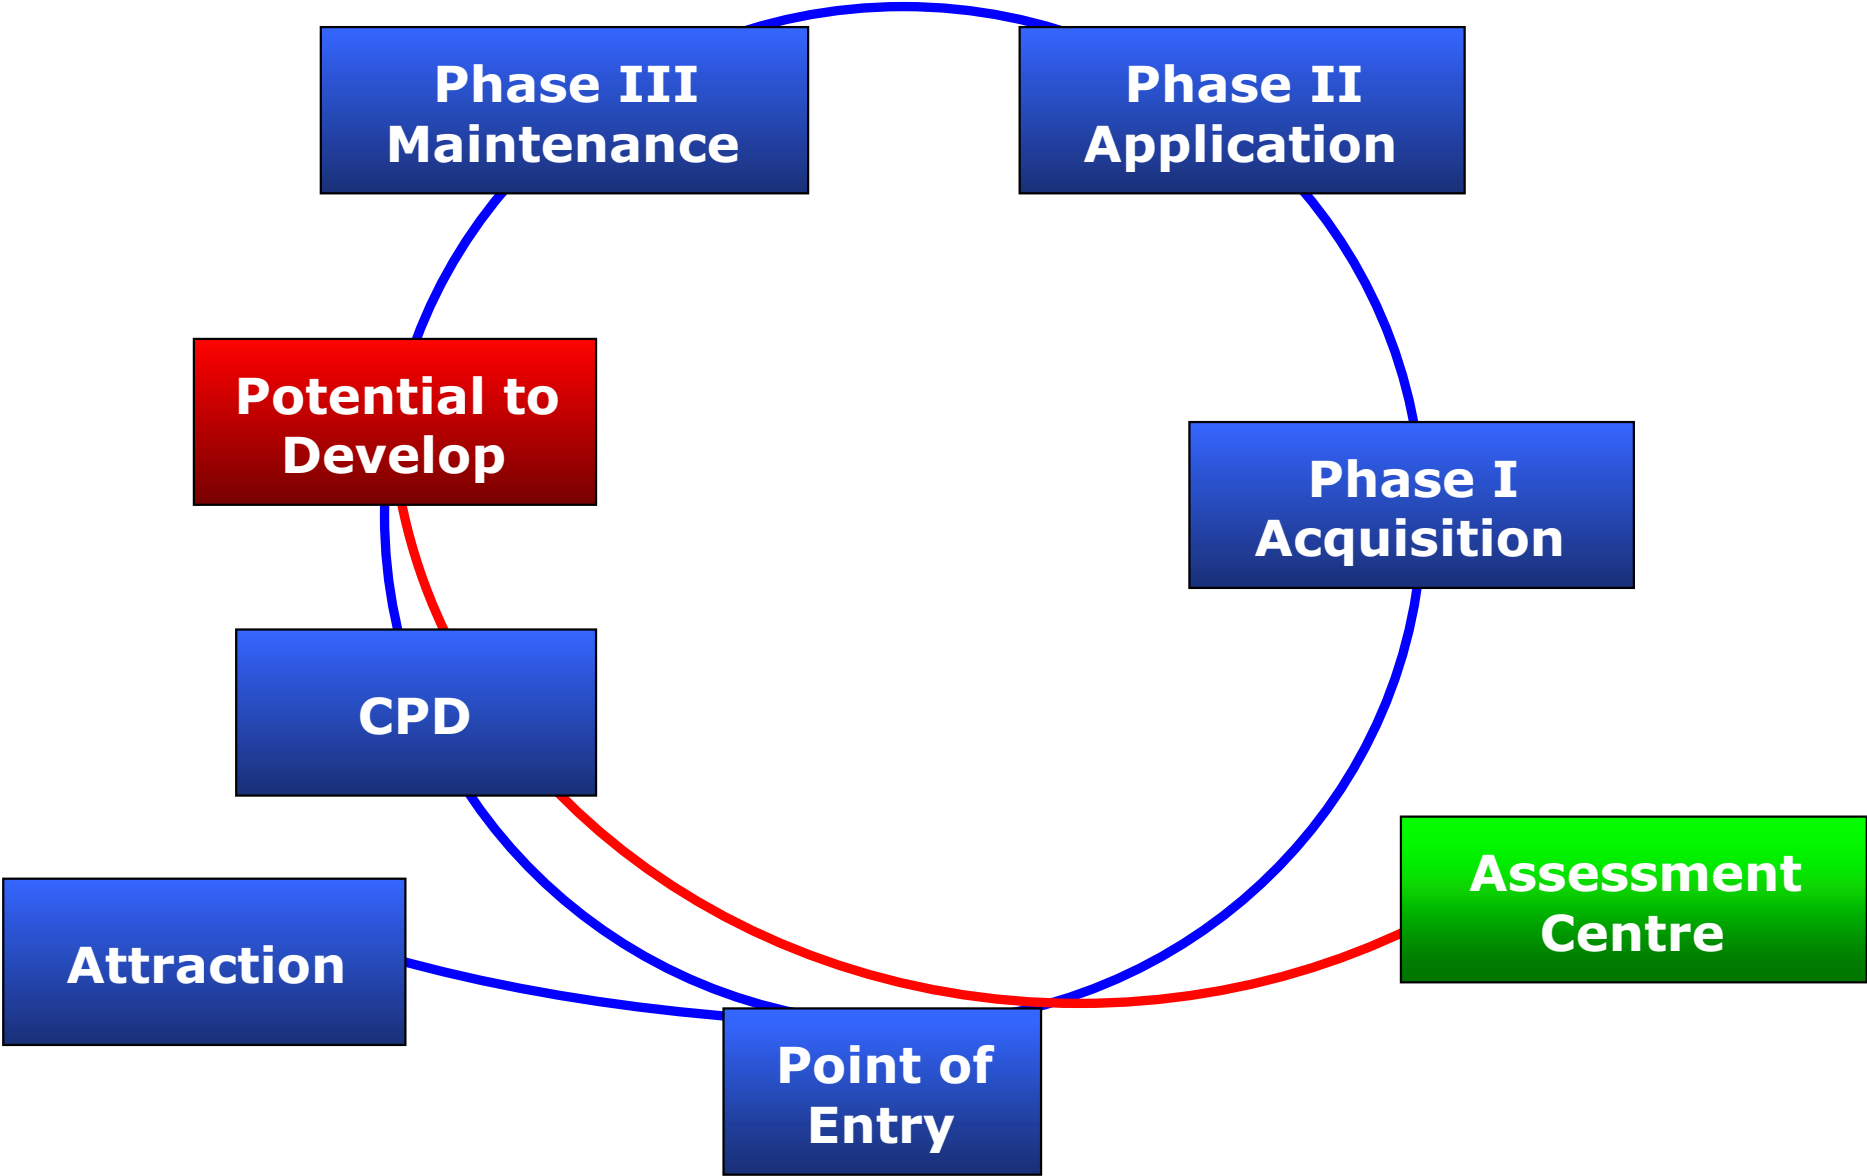 Phase III
Maintenance
Phase II
Application
Potential to
Develop
Phase I
Acquisition
CPD
Assessment
Centre
Attraction
Point of
Entry